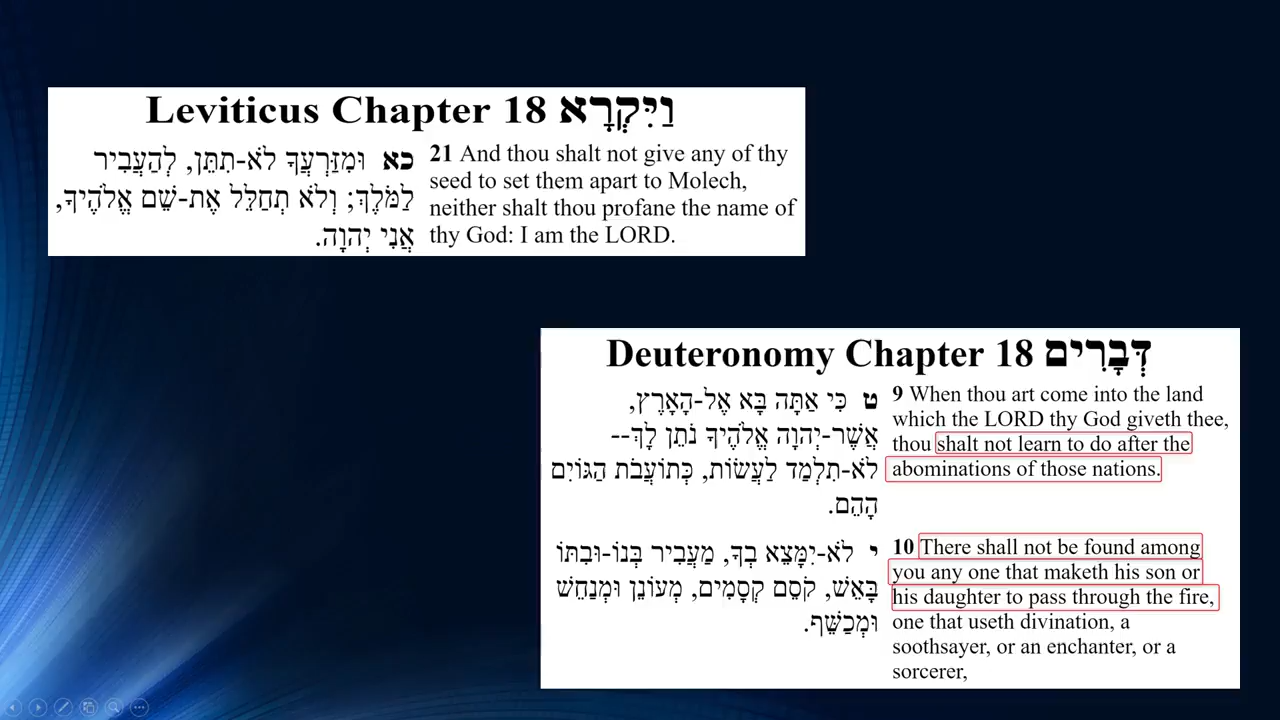 Leviticus Chapter 18 וַיִּקְרָא
כא וּמִזַּרְעֲךָ לֹא-תִתֵּן, לְהַעֲבִיר
לַמֹּלֶךְ; וְלֹא תְחַלֵּל אֶת-שֵׁם אֱלֹהֶיךָ,
אֲנִי יְהוָה.
21 And thou shalt not give any of thy
seed to set them apart to Molech,
neither shalt thou profane the name of
thy God: I am the LORD.
Deuteronomy Chapter 18 דְּבָרִים
ט כִּי אַתָּה בָּא אֶל-הָאָרֶץ,
אֲשֶׁר-יְהוָה אֱלֹהֶיךָ נֹתֵן לָךְ--
לֹא-תִלְמַד לַעֲשׂוֹת, כְּתוֹעֲבֹת הַגּוֹיִם
הָהֵם.
9 When thou art come into the land
which the LORD thy God giveth thee,
thou shalt not learn to do after the
abominations of those nations.
י לֹא-יִמָּצֵא בְךָ, מַעֲבִיר בְּנוֹ-וּבִתּוֹ
בָּאֵשׁ, קֹסֵם קְסָמִים, מְעוֹנֵן וּמְנַחֵשׁ
וּמְכַשֵּׁף.
10 There shall not be found among
you any one that maketh his son or
his daughter to pass through the fire,
one that useth divination, a
soothsayer, or an enchanter, or a
sorcerer,